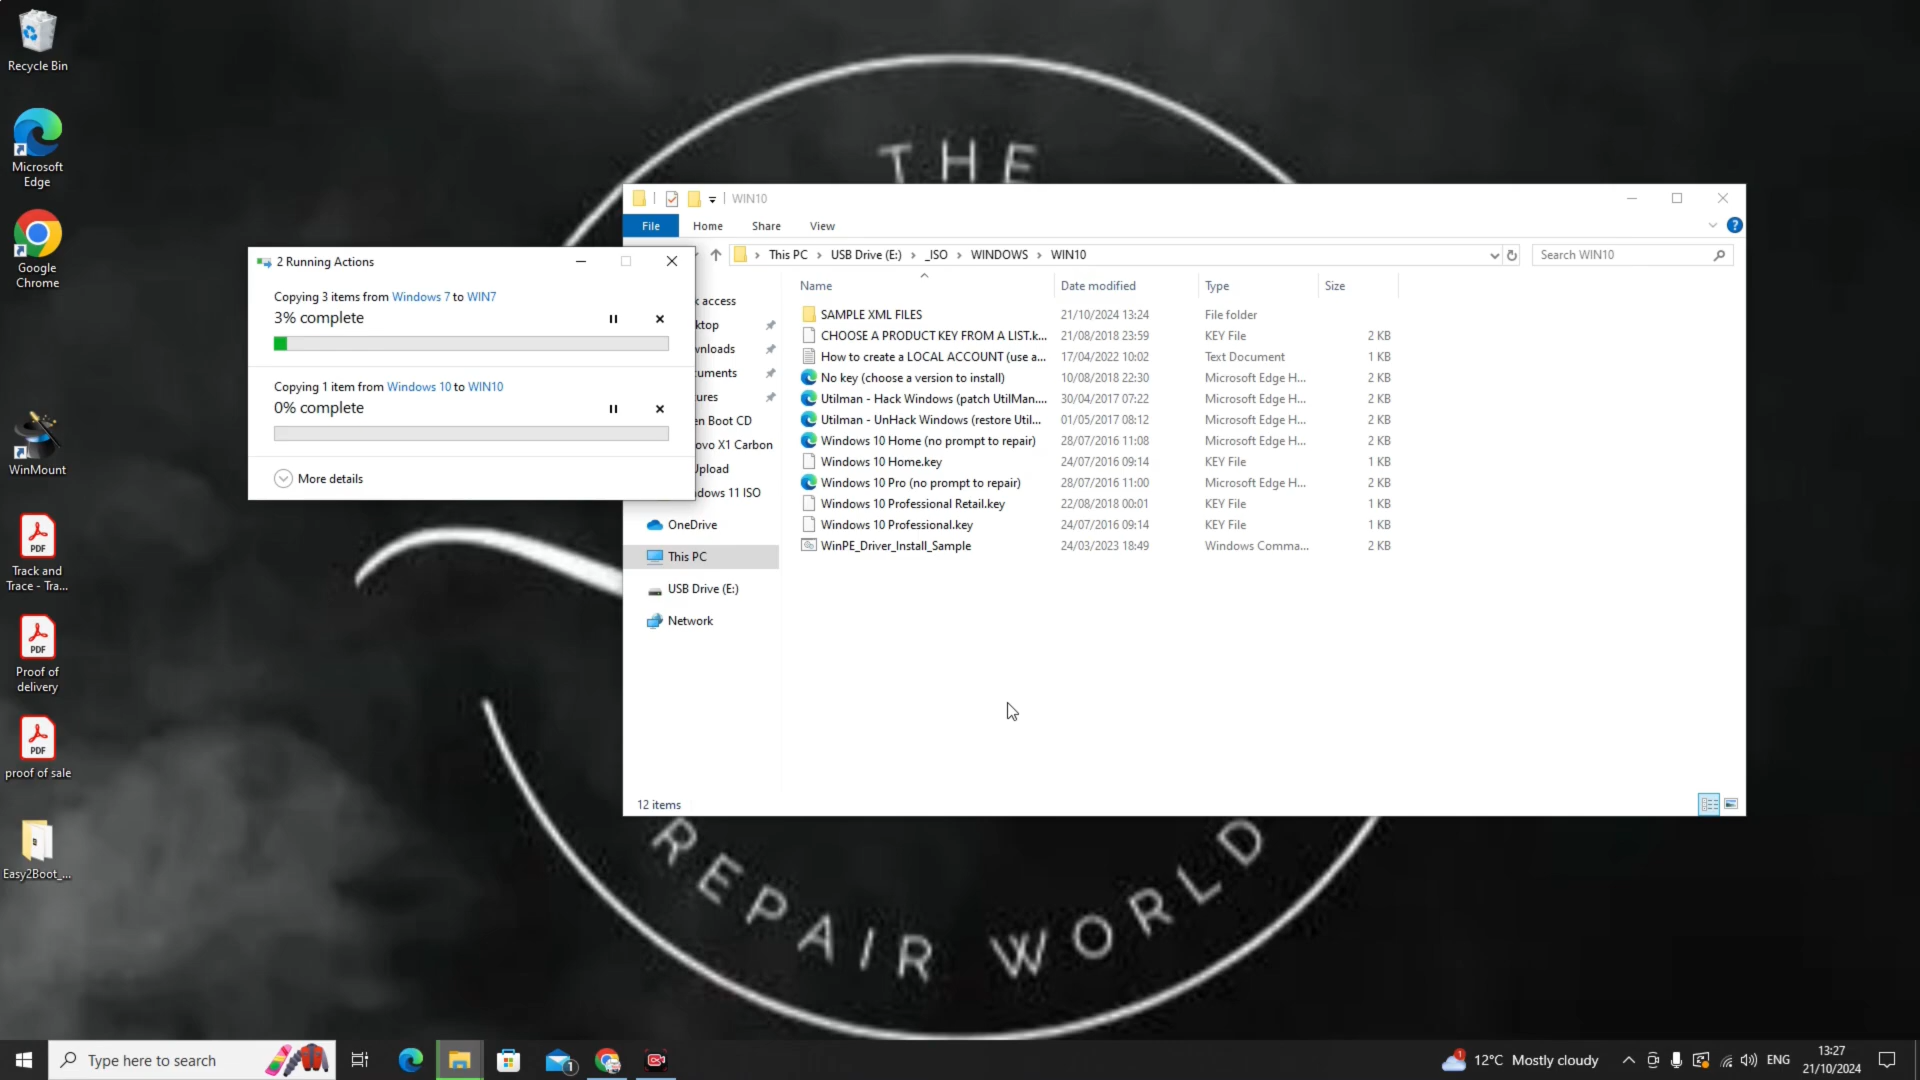 Recycle Bin
Microsoft
Edge
Google
Chrome
WinMount
PDF
Track and
Trace - Tra...
PDF
Proof of
delivery
PDF
proof of sale
Easy2Boot_...
THE
REPAIR WORLD
2 Running Actions
Copying 3 items from Windows 7 to WIN7
3% complete
Copying 1 item from Windows 10 to WIN10
0% complete
More details
WIN10
File Home Share View
This PC > USB Drive (E:) > _ISO > WINDOWS > WIN10
Search WIN10
Name Date modified Type Size
SAMPLE XML FILES 21/10/2024 13:24 File folder
CHOOSE A PRODUCT KEY FROM A LIST.k... 21/08/2018 23:59 KEY File 2 KB
How to create a LOCAL ACCOUNT (use a... 17/04/2022 10:02 Text Document 1 KB
No key (choose a version to install) 10/08/2018 22:30 Microsoft Edge H... 2 KB
Utilman - Hack Windows (patch UtilMan.... 30/04/2017 07:22 Microsoft Edge H... 2 KB
Utilman - UnHack Windows (restore Util... 01/05/2017 08:12 Microsoft Edge H... 2 KB
Windows 10 Home (no prompt to repair) 28/07/2016 11:08 Microsoft Edge H... 2 KB
Windows 10 Home.key 24/07/2016 09:14 KEY File 1 KB
Windows 10 Pro (no prompt to repair) 28/07/2016 11:00 Microsoft Edge H... 2 KB
Windows 10 Professional Retail.key 22/08/2018 00:01 KEY File 1 KB
Windows 10 Professional.key 24/07/2016 09:14 KEY File 1 KB
WinPE_Driver_Install_Sample 24/03/2023 18:49 Windows Comma... 2 KB
k access
ktop
wnloads
cuments
ures
en Boot CD
ovo X1 Carbon
Upload
dows 11 ISO
OneDrive
This PC
USB Drive (E:)
Network
12 items
Type here to search
1
1
12°C Mostly cloudy
ENG
13:27
21/10/2024